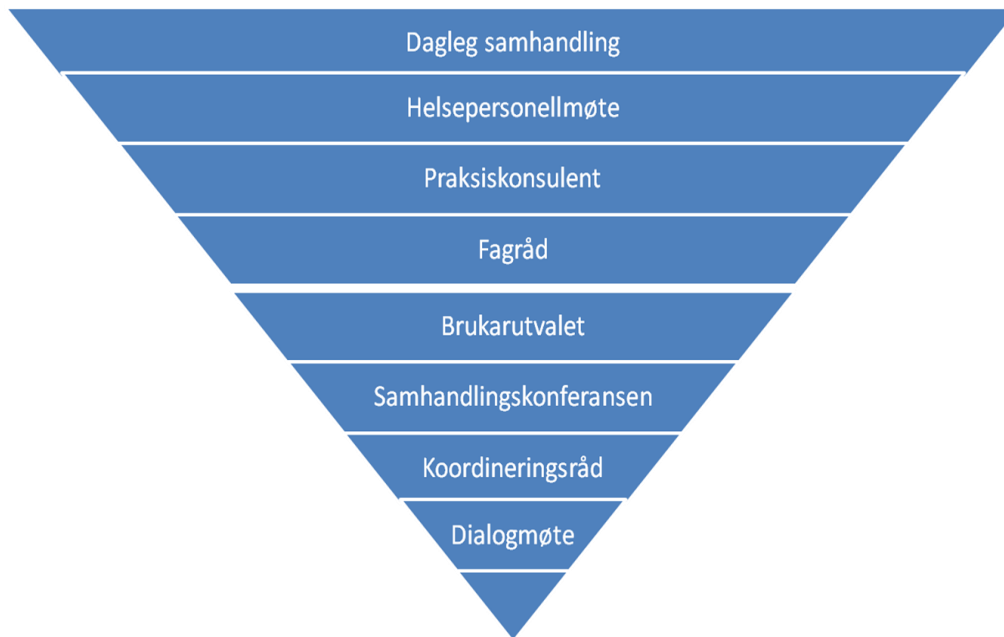 Dagleg samhandling
Helsepersonellmøte
Praksiskonsulent
Fagråd
Brukarutvalet
Samhandlingskonferansen
Koordineringsråd
Dialogmøte